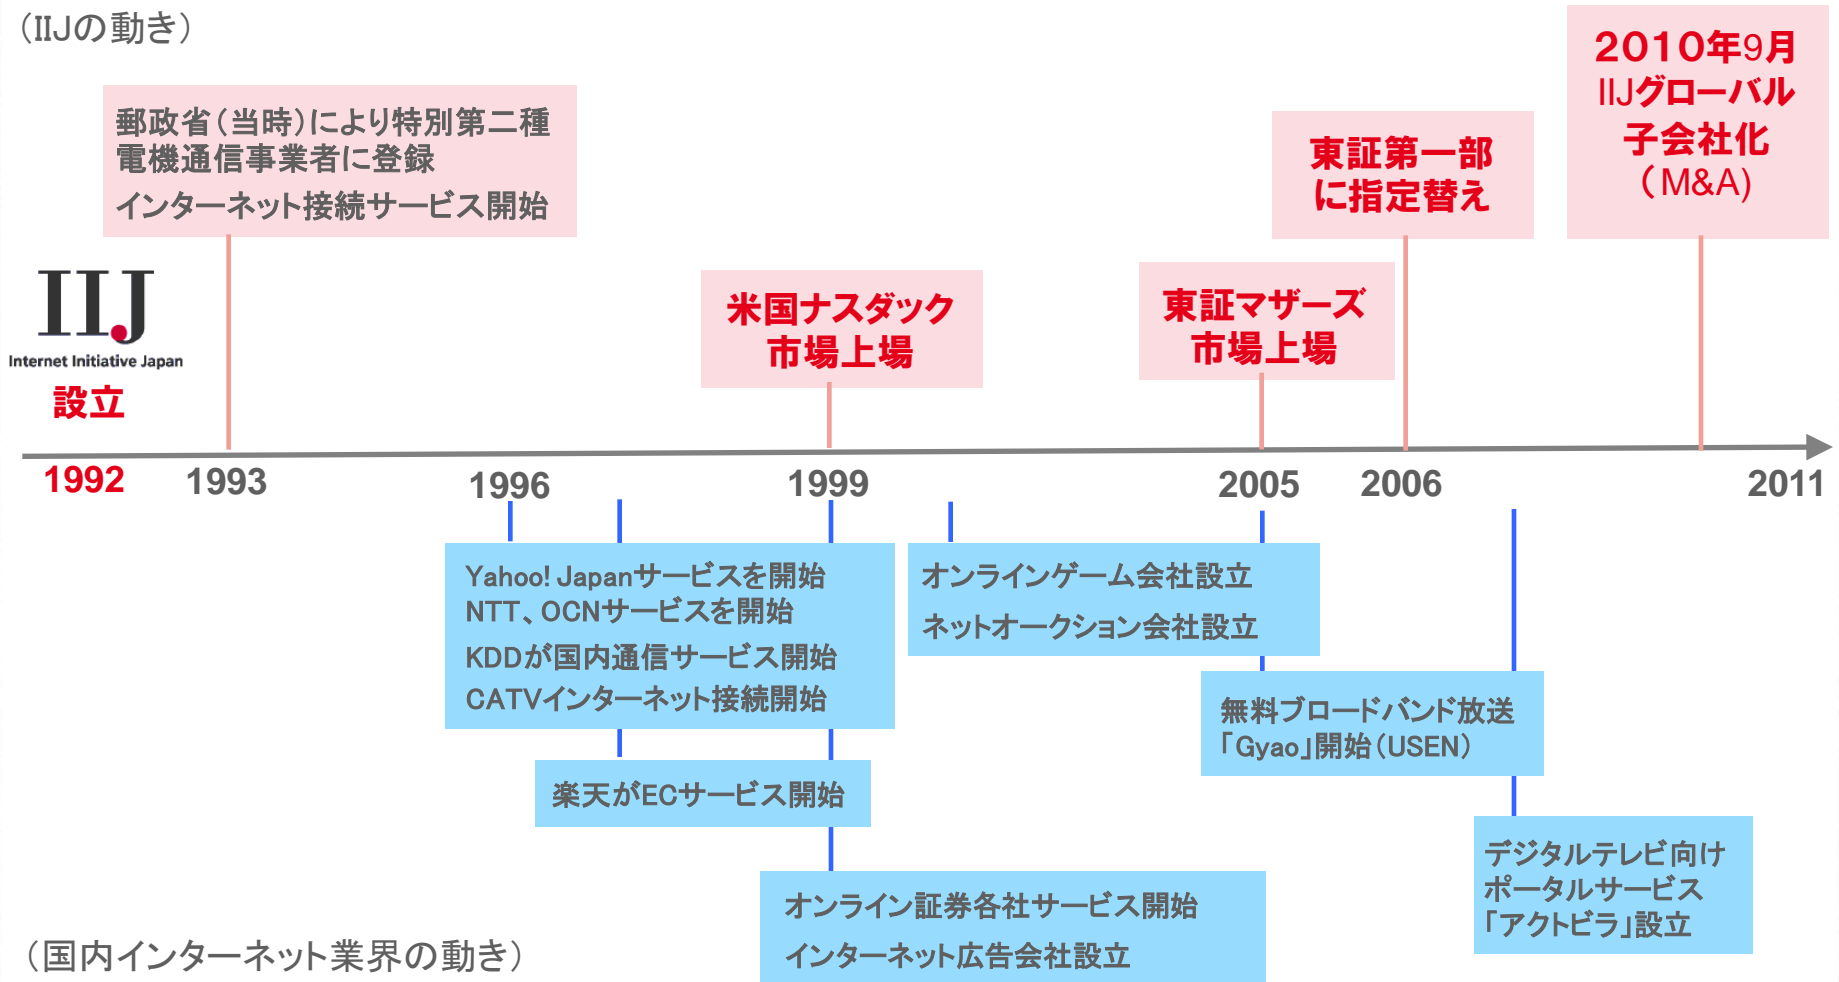 （IIJの動き）
郵政省（当時）により特別第二種
電機通信事業者に登録
インターネット接続サービス開始
２０１０年9月
IIJグローバル
子会社化
（M&A)
東証第一部
に指定替え
米国ナスダック
市場上場
東証マザーズ
市場上場
IIJ
Internet Initiative Japan
設立
1992
1993
1996
1999
2005
2006
2011
Yahoo! Japanサービスを開始
NTT、OCNサービスを開始
KDDが国内通信サービス開始
CATVインターネット接続開始
オンラインゲーム会社設立
ネットオークション会社設立
無料ブロードバンド放送
「Gyao」開始（USEN）
楽天がECサービス開始
デジタルテレビ向け
ポータルサービス
「アクトビラ」設立
オンライン証券各社サービス開始
インターネット広告会社設立
（国内インターネット業界の動き）